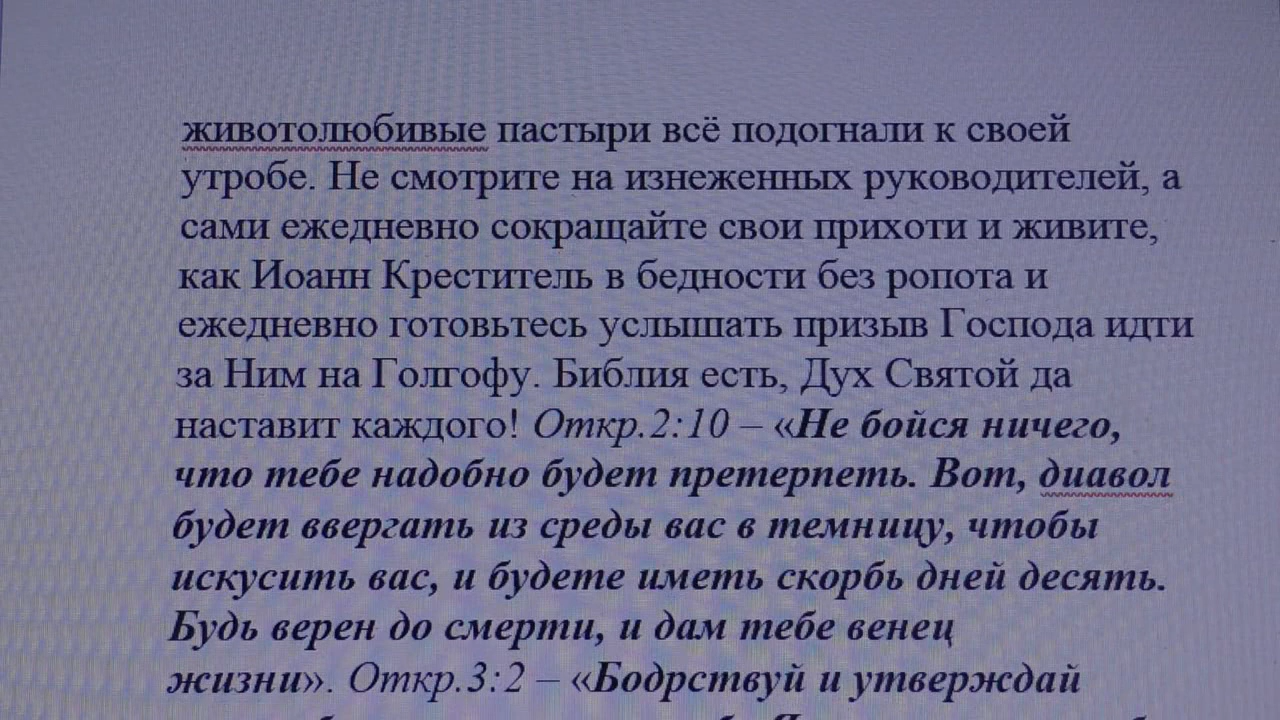 животолюбивые пастыри всё подогнали к своей
утробе. Не смотрите на изнеженных руководителей, а
сами ежедневно сокращайте свои прихоти и живите,
как Иоанн Креститель в бедности без ропота и
ежедневно готовьтесь услышать призыв Господа идти
за Ним на Голгофу. Библия есть, Дух Святой да
наставит каждого! Откр.2:10 – «Не бойся ничего,
что тебе надобно будет претерпеть. Вот, диавол
будет ввергать из среды вас в темницу, чтобы
искусить вас, и будете иметь скорбь дней десять.
Будь верен до смерти, и дам тебе венец
жизни». Откр.3:2 – «Бодрствуй и утверждай